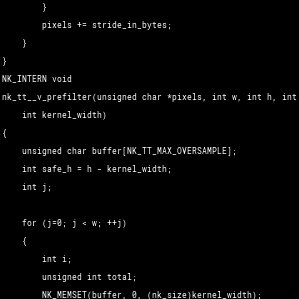 }
pixels += stride_in_bytes;
}
}
NK_INTERN void
nk_tt__v_prefilter(unsigned char *pixels, int w, int h, int
int kernel_width)
{
unsigned char buffer[NK_TT_MAX_OVERSAMPLE];
int safe_h = h - kernel_width;
int j;
for (j=0; j < w; ++j)
{
int i;
unsigned int total;
NK_MEMSET(buffer, 0, (nk_size)kernel_width);